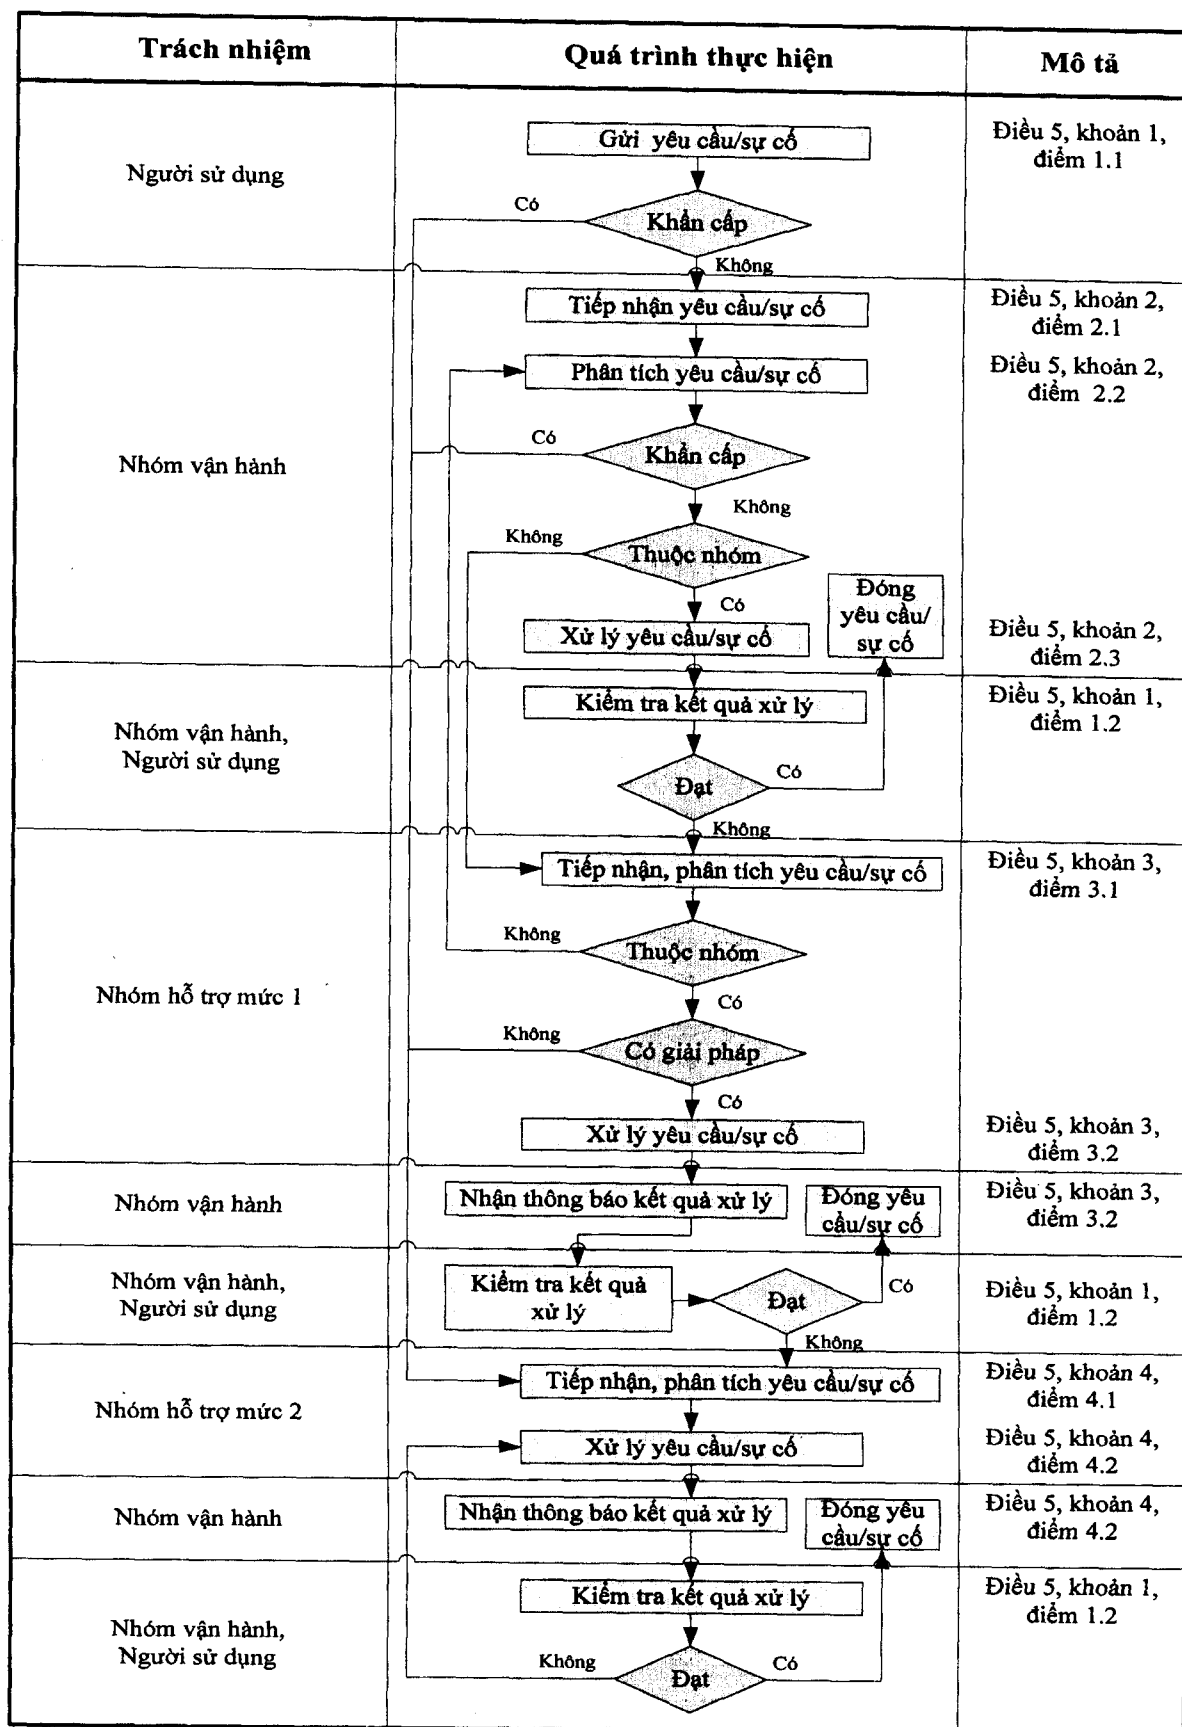 Trách nhiệm
Quá trình thực hiện
Mô tả
Người sử dụng
Gửi yêu cầu/sự cố
Điều 5, khoản 1,
điểm 1.1
Có
Khẩn cấp
Không
Nhóm vận hành
Tiếp nhận yêu cầu/sự cố
Điều 5, khoản 2,
điểm 2.1
Phân tích yêu cầu/sự cố
Điều 5, khoản 2,
điểm 2.2
Có
Khẩn cấp
Không
Không
Thuộc nhóm
Có
Đóng
yêu cầu/
sự cố
Xử lý yêu cầu/sự cố
Điều 5, khoản 2,
điểm 2.3
Nhóm vận hành,
Người sử dụng
Kiểm tra kết quả xử lý
Điều 5, khoản 1,
điểm 1.2
Đạt
Có
Không
Nhóm hỗ trợ mức 1
Tiếp nhận, phân tích yêu cầu/sự cố
Điều 5, khoản 3,
điểm 3.1
Không
Thuộc nhóm
Có
Không
Có giải pháp
Có
Xử lý yêu cầu/sự cố
Điều 5, khoản 3,
điểm 3.2
Nhóm vận hành
Nhận thông báo kết quả xử lý
Đóng yêu
cầu/sự cố
Điều 5, khoản 3,
điểm 3.2
Nhóm vận hành,
Người sử dụng
Kiểm tra kết quả
xử lý
Đạt
Có
Không
Điều 5, khoản 1,
điểm 1.2
Nhóm hỗ trợ mức 2
Tiếp nhận, phân tích yêu cầu/sự cố
Điều 5, khoản 4,
điểm 4.1
Xử lý yêu cầu/sự cố
Điều 5, khoản 4,
điểm 4.2
Nhóm vận hành
Nhận thông báo kết quả xử lý
Đóng yêu
cầu/sự cố
Điều 5, khoản 4,
điểm 4.2
Nhóm vận hành,
Người sử dụng
Kiểm tra kết quả xử lý
Điều 5, khoản 1,
điểm 1.2
Không
Đạt
Có